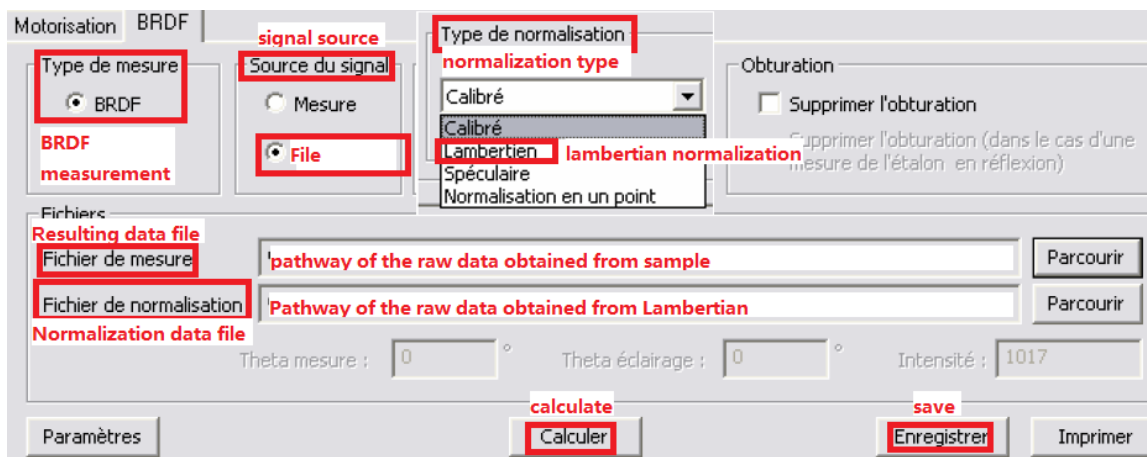 Motorisation BRDF
signal source
Type de mesure
BRDF
BRDF
measurement
Source du signal
Mesure
File
Type de normalisation
normalization type
Calibré
Calibré
Lambertien
lambertian normalization
Spéculaire
Normalisation en un point
Obturation
Supprimer l'obturation
Supprimer l'obturation (dans le cas d'une
mesure de l'étalon en réflexion)
Fichiers
Resulting data file
Fichier de mesure
pathway of the raw data obtained from sample
Parcourir
Fichier de normalisation
Pathway of the raw data obtained from Lambertian
Parcourir
Normalization data file
Theta mesure : 0 °
Theta éclairage : 0 °
Intensité : 1017
calculate
save
Paramètres
Calculer
Enregistrer
Imprimer